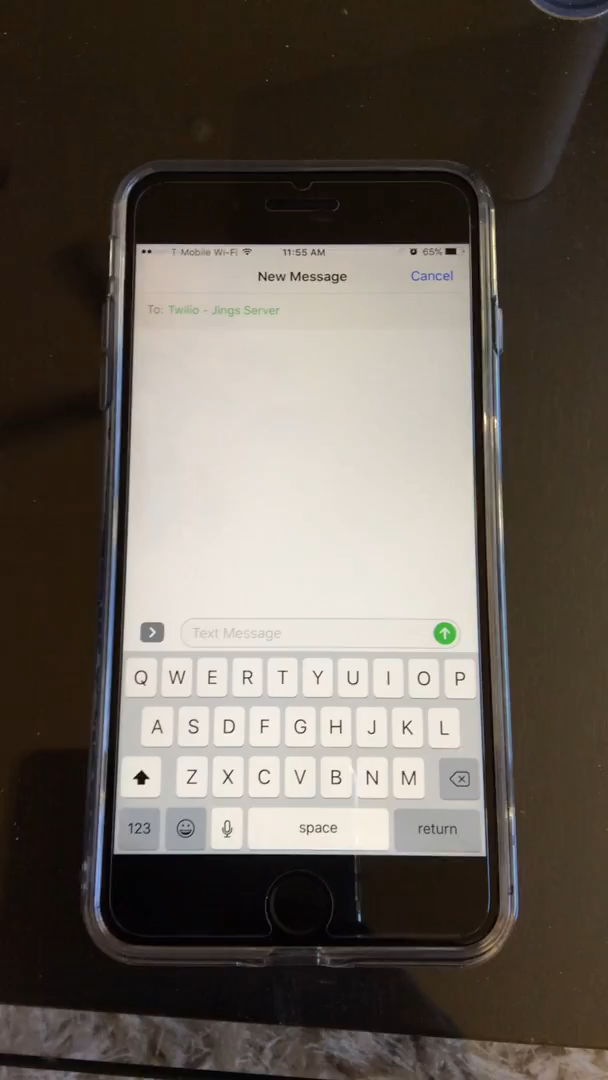 T-Mobile Wi-Fi 11:55 AM 65%
New Message Cancel
To: Twilio - Jings Server
Text Message
Q W E R T Y U I O P
A S D F G H J K L
Z X C V B N M
123 space return